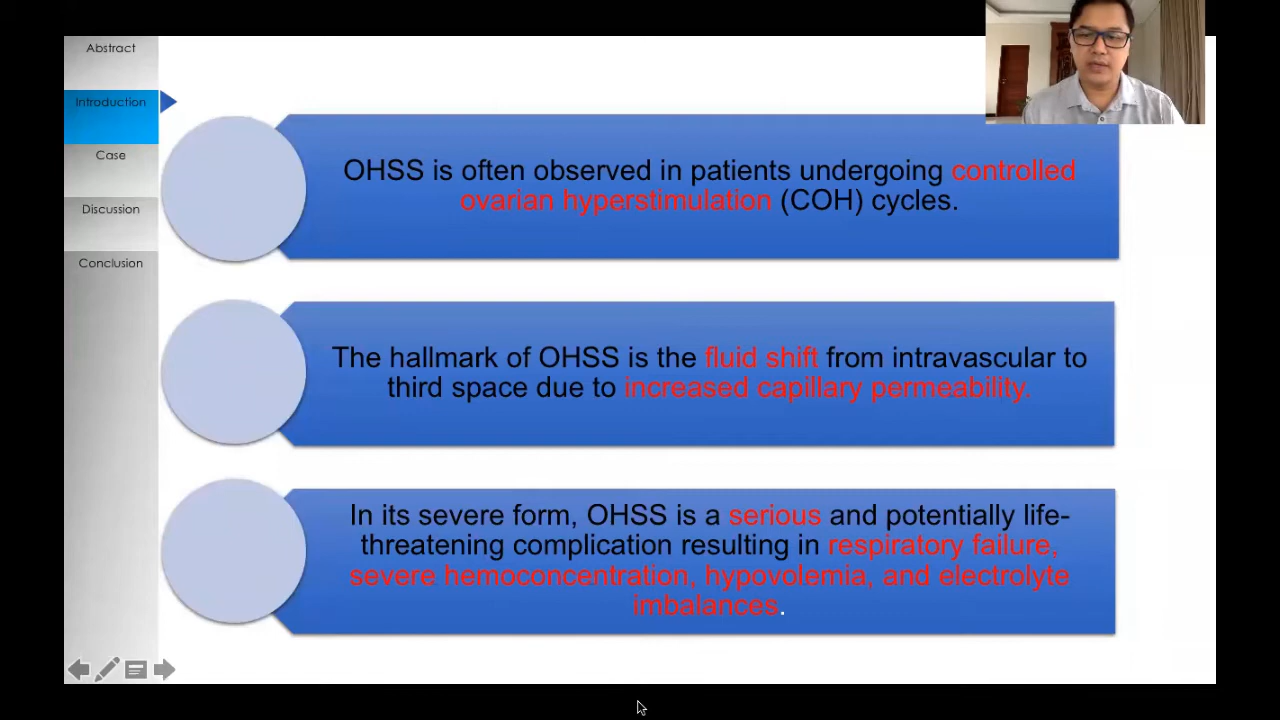 Abstract
Introduction
Case
Discussion
Conclusion
OHSS is often observed in patients undergoing controlled
ovarian hyperstimulation (COH) cycles.
The hallmark of OHSS is the fluid shift from intravascular to
third space due to increased capillary permeability.
In its severe form, OHSS is a serious and potentially life-
threatening complication resulting in respiratory failure,
severe hemoconcentration, hypovolemia, and electrolyte
imbalances.